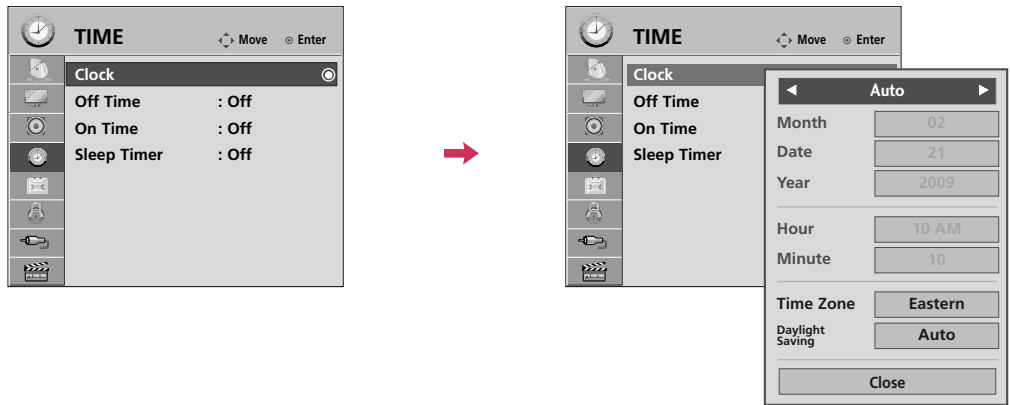 TIME Move Enter
Clock
Off Time : Off
On Time : Off
Sleep Timer : Off
TIME Move Enter
Clock
Off Time
On Time
Sleep Timer
Auto
Month 02
Date 21
Year 2009
Hour 10 AM
Minute 10
Time Zone Eastern
Daylight
Saving Auto
Close